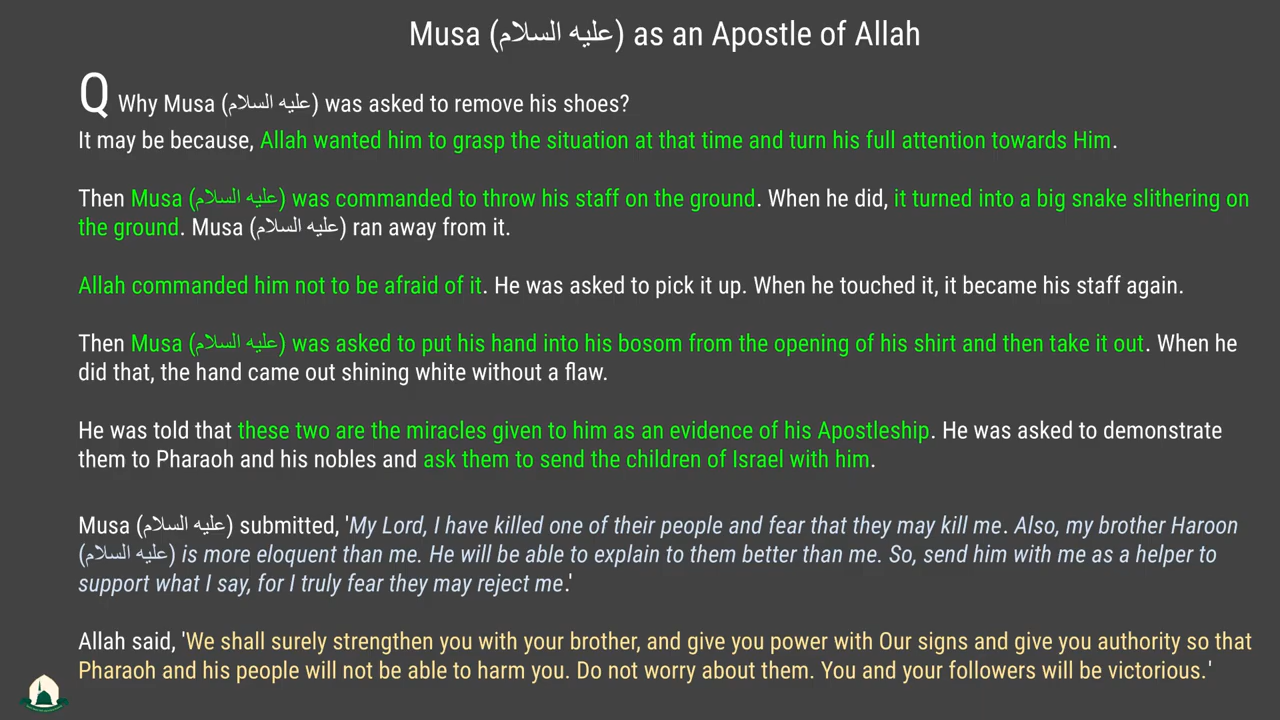 Musa (عليه السلام) as an Apostle of Allah
Q Why Musa (عليه السلام) was asked to remove his shoes?
It may be because, Allah wanted him to grasp the situation at that time and turn his full attention towards Him.
Then Musa (عليه السلام) was commanded to throw his staff on the ground. When he did, it turned into a big snake slithering on
the ground. Musa (عليه السلام) ran away from it.
Allah commanded him not to be afraid of it. He was asked to pick it up. When he touched it, it became his staff again.
Then Musa (عليه السلام) was asked to put his hand into his bosom from the opening of his shirt and then take it out. When he
did that, the hand came out shining white without a flaw.
He was told that these two are the miracles given to him as an evidence of his Apostleship. He was asked to demonstrate
them to Pharaoh and his nobles and ask them to send the children of Israel with him.
Musa (عليه السلام) submitted, 'My Lord, I have killed one of their people and fear that they may kill me. Also, my brother Haroon
(عليه السلام) is more eloquent than me. He will be able to explain to them better than me. So, send him with me as a helper to
support what I say, for I truly fear they may reject me.'
Allah said, 'We shall surely strengthen you with your brother, and give you power with Our signs and give you authority so that
Pharaoh and his people will not be able to harm you. Do not worry about them. You and your followers will be victorious.'